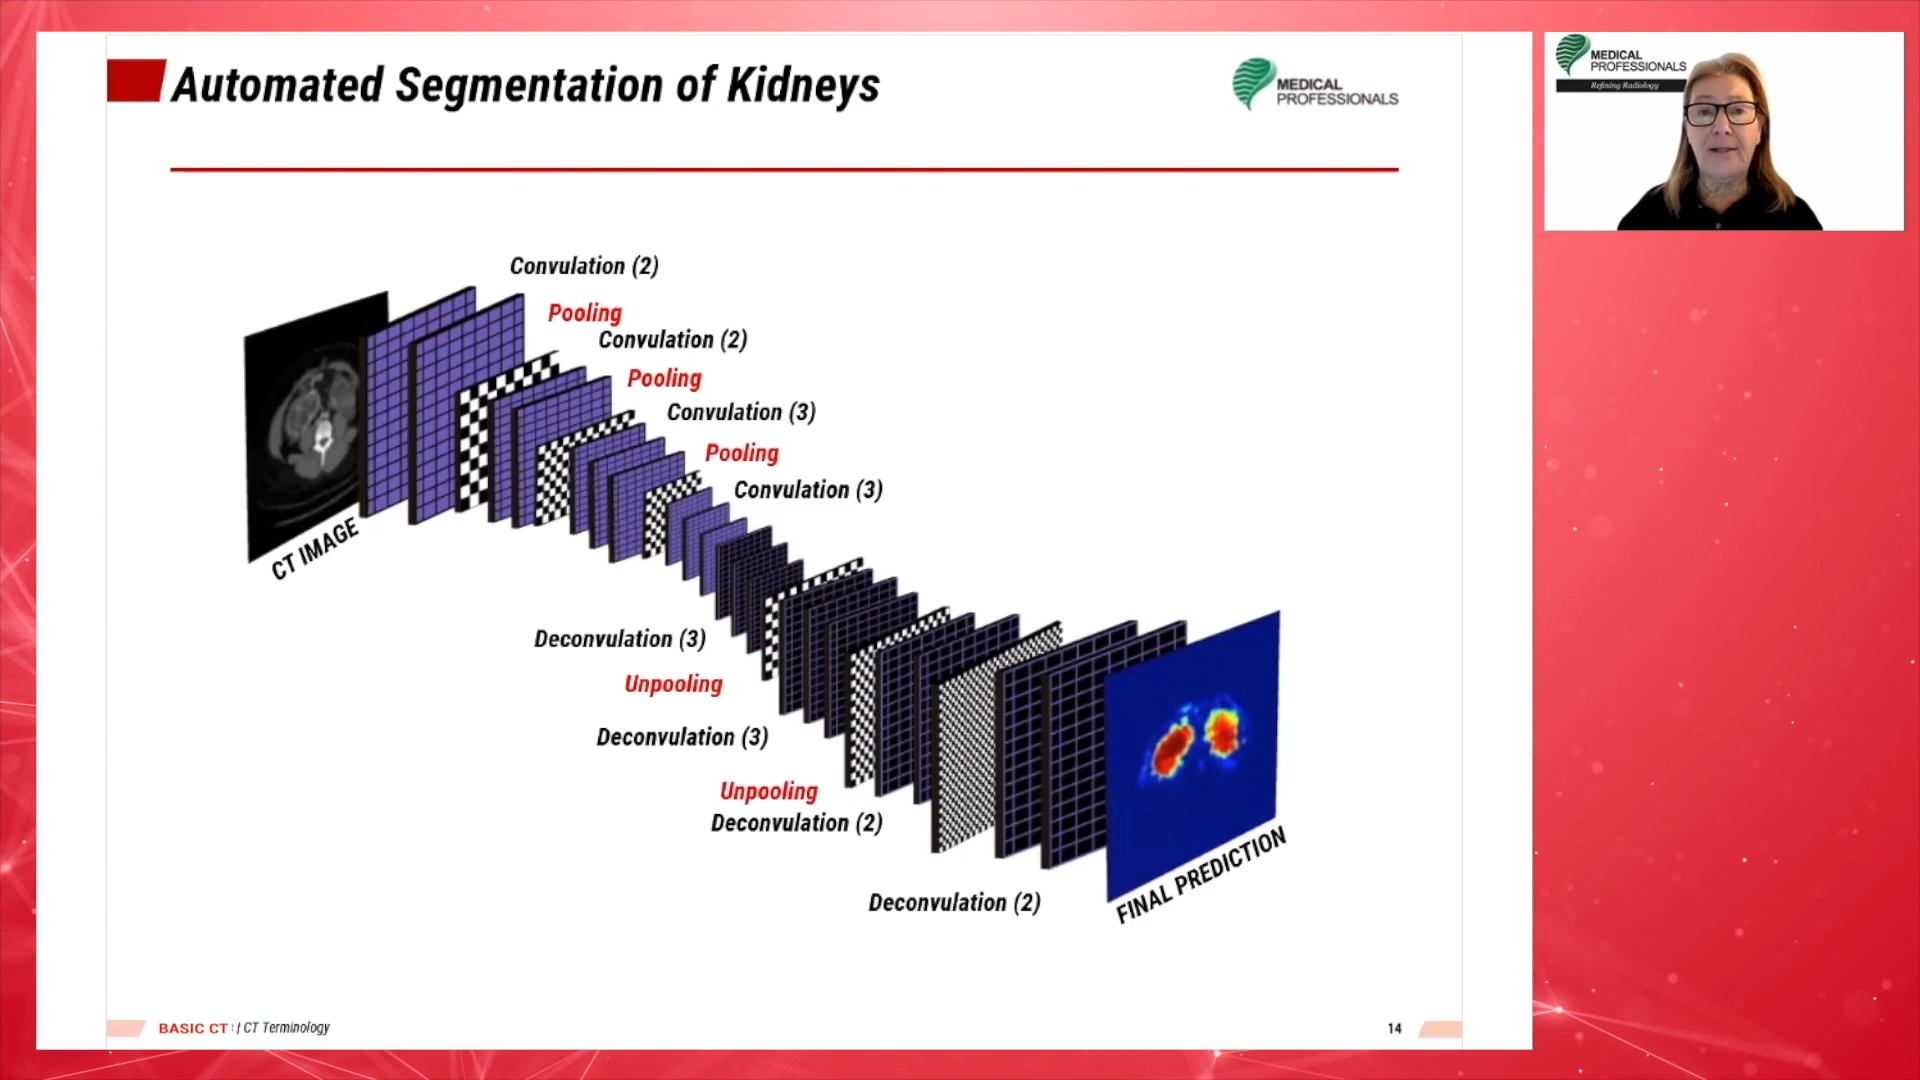 Automated Segmentation of Kidneys
MEDICAL
PROFESSIONALS
MEDICAL
PROFESSIONALS
Refining Radiology
Convulation (2)
Pooling
Convulation (2)
Pooling
Convulation (3)
Pooling
Convulation (3)
CT IMAGE
Deconvulation (3)
Unpooling
Deconvulation (3)
Unpooling
Deconvulation (2)
Deconvulation (2)
FINAL PREDICTION
BASIC CT | CT Terminology
14